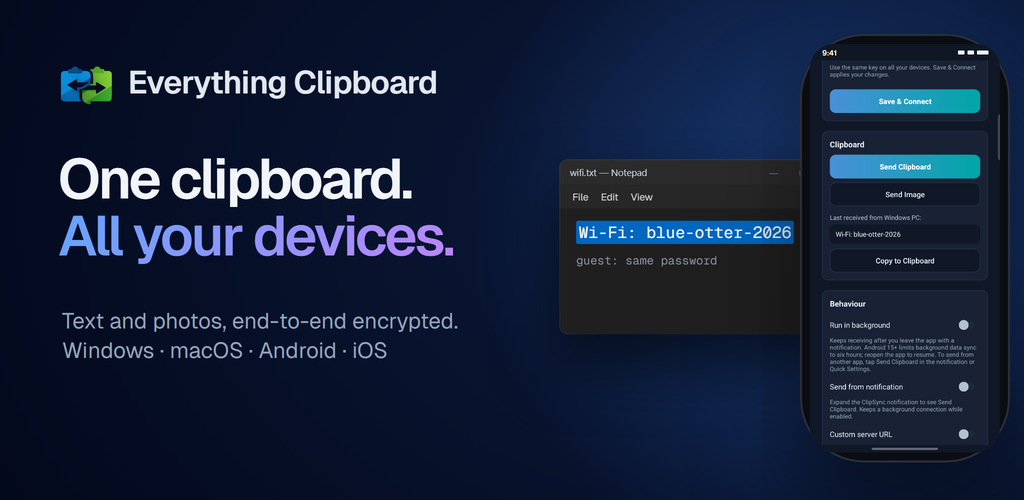 Everything Clipboard
One clipboard.
All your devices.
Text and photos, end-to-end encrypted.
Windows · macOS · Android · iOS
wifi.txt — Notepad
File Edit View
Wi-Fi: blue-otter-2026
guest: same password
9:41
Use the same key on all your devices. Save & Connect
applies your changes.
Save & Connect
Clipboard
Send Clipboard
Send Image
Last received from Windows PC:
Wi-Fi: blue-otter-2026
Copy to Clipboard
Behaviour
Run in background
Keeps receiving after you leave the app with a
notification. Android 15+ limits background data sync
to six hours; reopen the app to resume. To send from
another app, tap Send Clipboard in the notification or
Quick Settings.
Send from notification
Expand the ClipSync notification to see Send
Clipboard. Keeps a background connection while
enabled.
Custom server URL